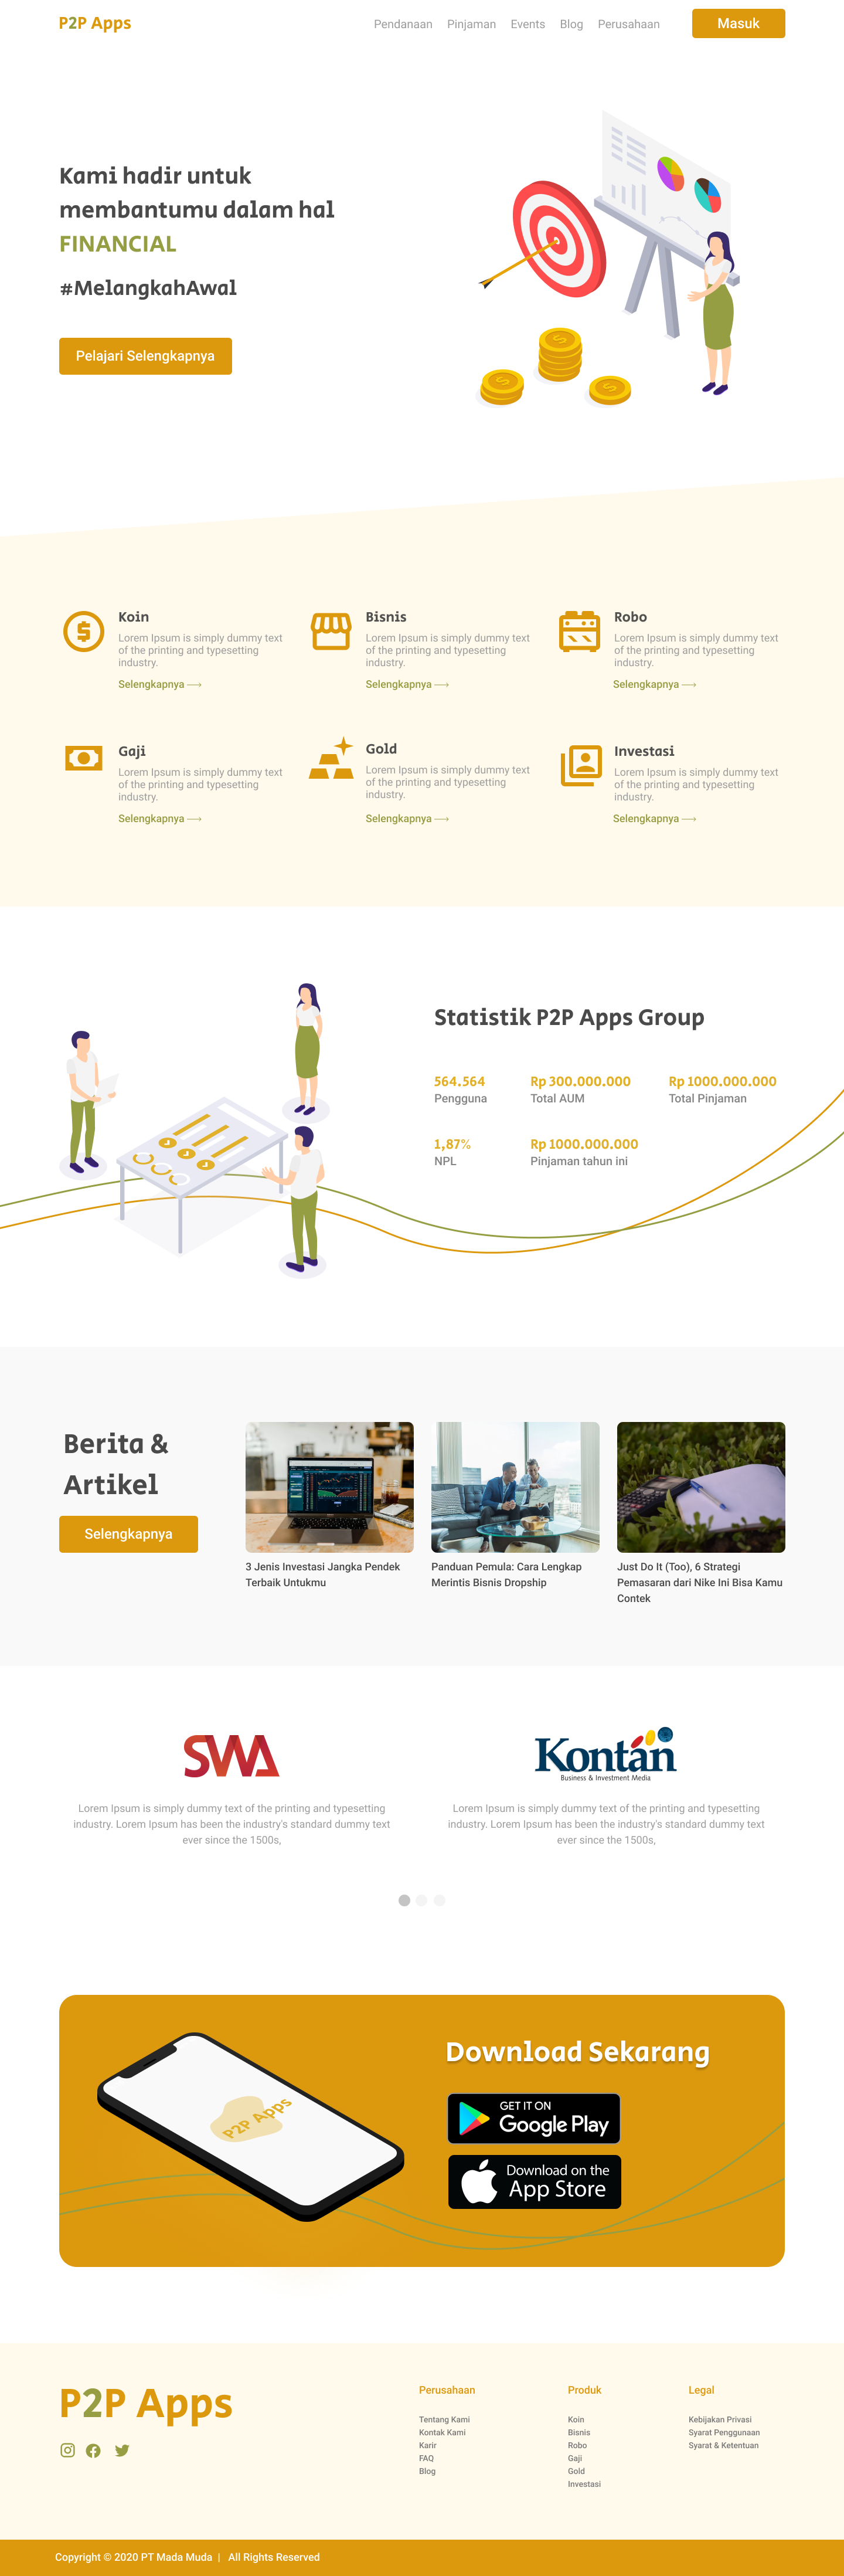 P2P Apps
Pendanaan Pinjaman Events Blog Perusahaan
Masuk
Kami hadir untuk
membantumu dalam hal
FINANCIAL
#MelangkahAwal
Pelajari Selengkapnya
Koin
Lorem Ipsum is simply dummy text
of the printing and typesetting
industry.
Selengkapnya
Bisnis
Lorem Ipsum is simply dummy text
of the printing and typesetting
industry.
Selengkapnya
Robo
Lorem Ipsum is simply dummy text
of the printing and typesetting
industry.
Selengkapnya
Gaji
Lorem Ipsum is simply dummy text
of the printing and typesetting
industry.
Selengkapnya
Gold
Lorem Ipsum is simply dummy text
of the printing and typesetting
industry.
Selengkapnya
Investasi
Lorem Ipsum is simply dummy text
of the printing and typesetting
industry.
Selengkapnya
Statistik P2P Apps Group
564.564
Pengguna
Rp 300.000.000
Total AUM
Rp 1000.000.000
Total Pinjaman
1,87%
NPL
Rp 1000.000.000
Pinjaman tahun ini
Berita &
Artikel
Selengkapnya
3 Jenis Investasi Jangka Pendek
Terbaik Untukmu
Panduan Pemula: Cara Lengkap
Merintis Bisnis Dropship
Just Do It (Too), 6 Strategi
Pemasaran dari Nike Ini Bisa Kamu
Contek
SWA
Lorem Ipsum is simply dummy text of the printing and typesetting
industry. Lorem Ipsum has been the industry's standard dummy text
ever since the 1500s,
Kontan
Business & Investment Media
Lorem Ipsum is simply dummy text of the printing and typesetting
industry. Lorem Ipsum has been the industry's standard dummy text
ever since the 1500s,
P2P Apps
Download Sekarang
GET IT ON
Google Play
Download on the
App Store
P2P Apps
Perusahaan
Tentang Kami
Kontak Kami
Karir
FAQ
Blog
Produk
Koin
Bisnis
Robo
Gaji
Gold
Investasi
Legal
Kebijakan Privasi
Syarat Penggunaan
Syarat & Ketentuan
Copyright © 2020 PT Mada Muda | All Rights Reserved